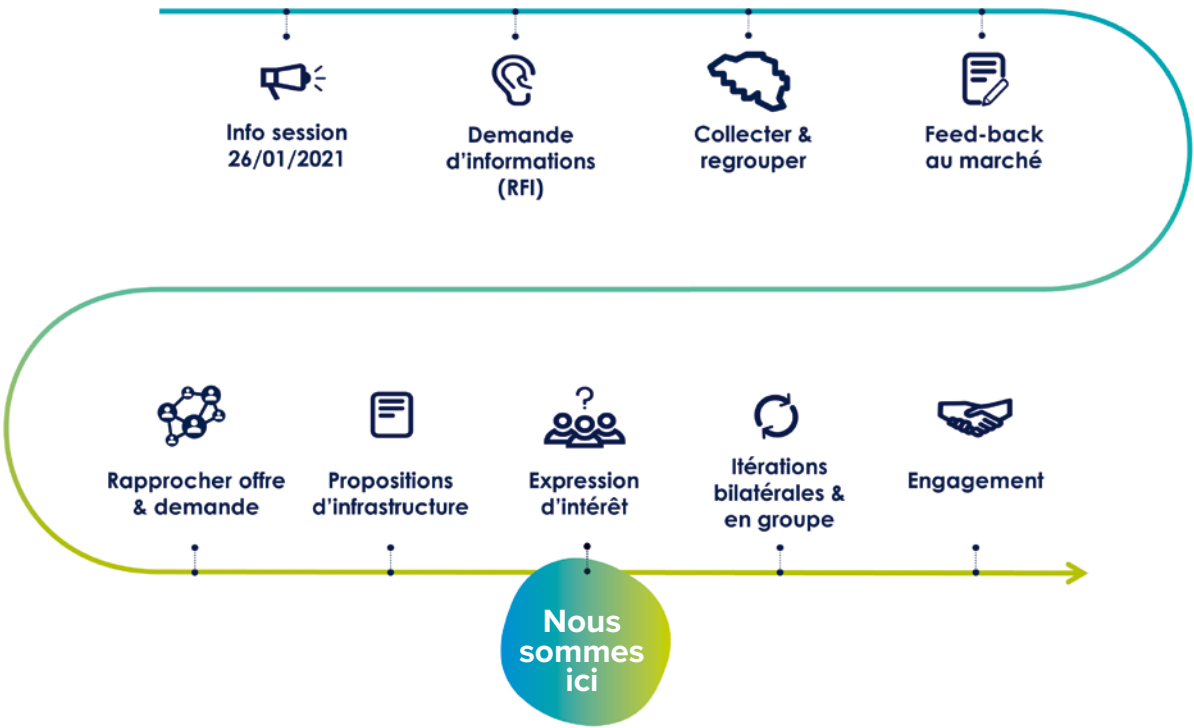 Info session
26/01/2021
Demande
d'informations
(RFI)
Collecter &
regrouper
Feed-back
au marché
Rapprocher offre
& demande
Propositions
d'infrastructure
?
Expression
d'intérêt
Itérations
bilatérales &
en groupe
Engagement
Nous
sommes
ici